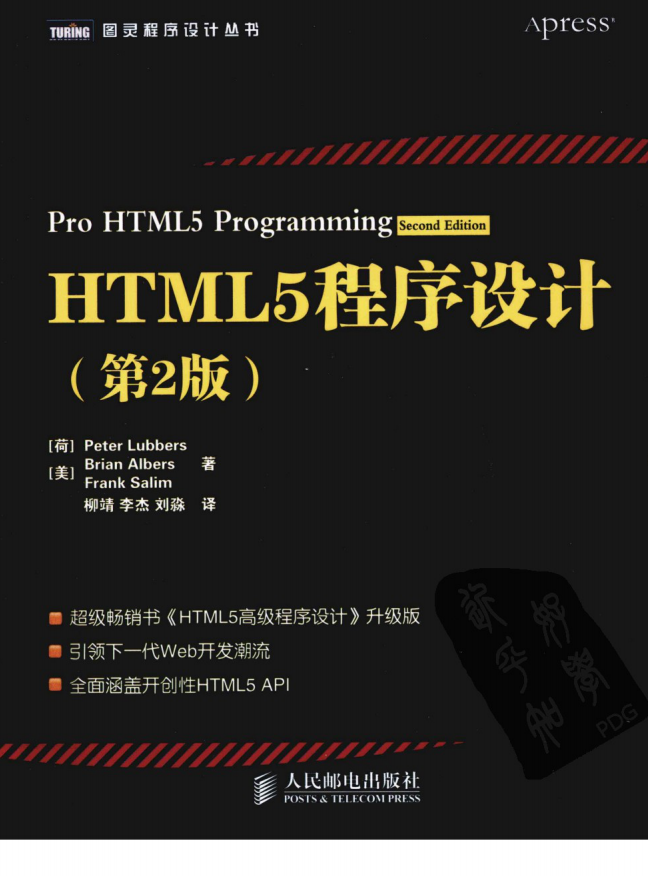 TURING 图灵程序设计丛书
Apress®
Pro HTML5 Programming Second Edition
HTML5程序设计
（第2版）
[荷] Peter Lubbers
[美] Brian Albers 著
Frank Salim
柳靖 李杰 刘淼 译
超级畅销书《HTML5高级程序设计》升级版
引领下一代Web开发潮流
全面涵盖开创性HTML5 API
PDG
人民邮电出版社
POSTS & TELECOM PRESS